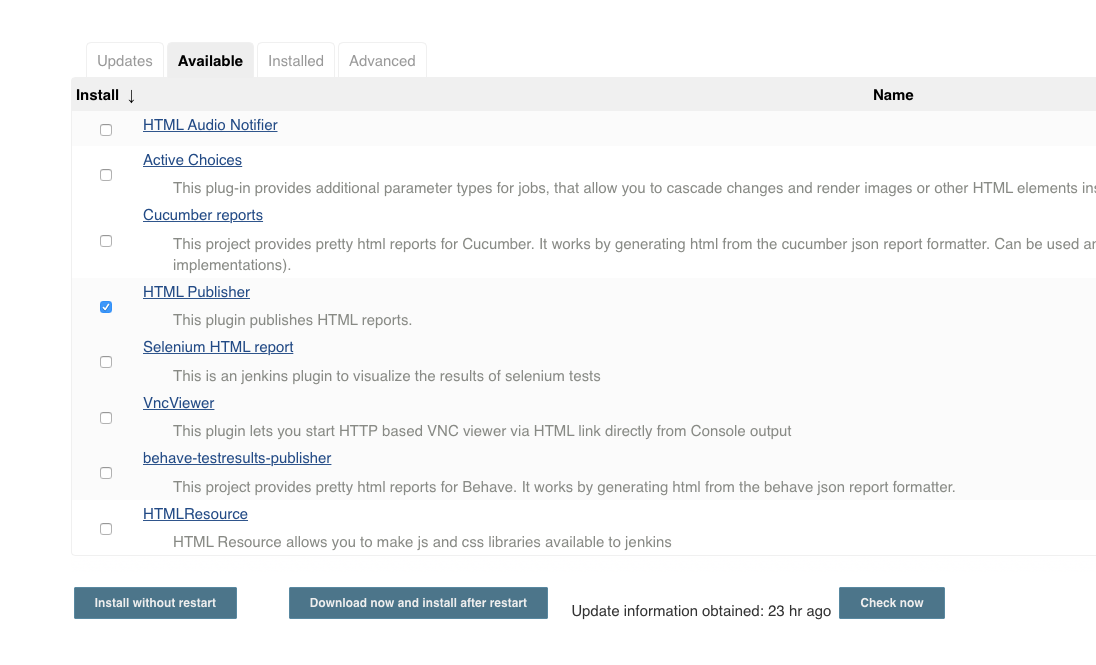 Updates Available Installed Advanced
Install ↓ Name
HTML Audio Notifier
Active Choices
This plug-in provides additional parameter types for jobs, that allow you to cascade changes and render images or other HTML elements
Cucumber reports
This project provides pretty html reports for Cucumber. It works by generating html from the cucumber json report formatter. Can be used
implementations).
HTML Publisher
This plugin publishes HTML reports.
Selenium HTML report
This is an jenkins plugin to visualize the results of selenium tests
VncViewer
This plugin lets you start HTTP based VNC viewer via HTML link directly from Console output
behave-testresults-publisher
This project provides pretty html reports for Behave. It works by generating html from the behave json report formatter.
HTMLResource
HTML Resource allows you to make js and css libraries available to jenkins
Install without restart Download now and install after restart Update information obtained: 23 hr ago Check now